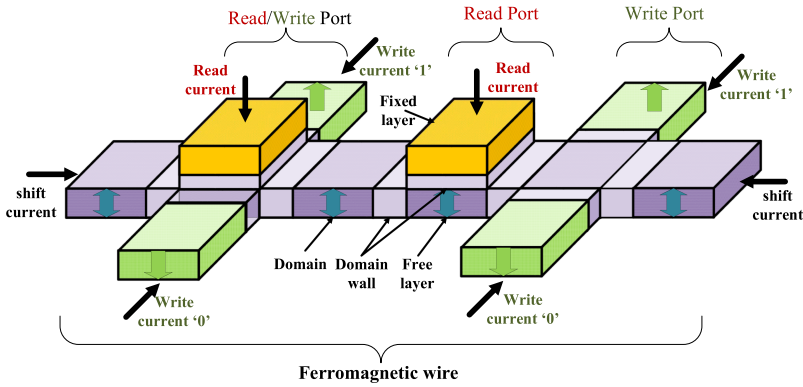 Read/Write Port
Read Port
Write Port
Write
current ‘1’
Read
current
Read
current
Write
current ‘1’
Fixed
layer
shift
current
shift
current
Domain
Domain
wall
Free
layer
Write
current ‘0’
Write
current ‘0’
Ferromagnetic wire